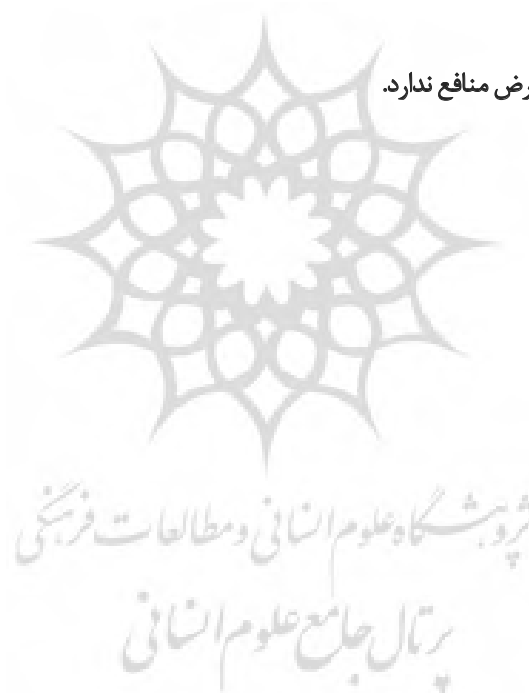 رض منافع ندارد.
پژوهشگاه علوم انسانی و مطالعات فرهنگی
پرتال جامع علوم انسانی